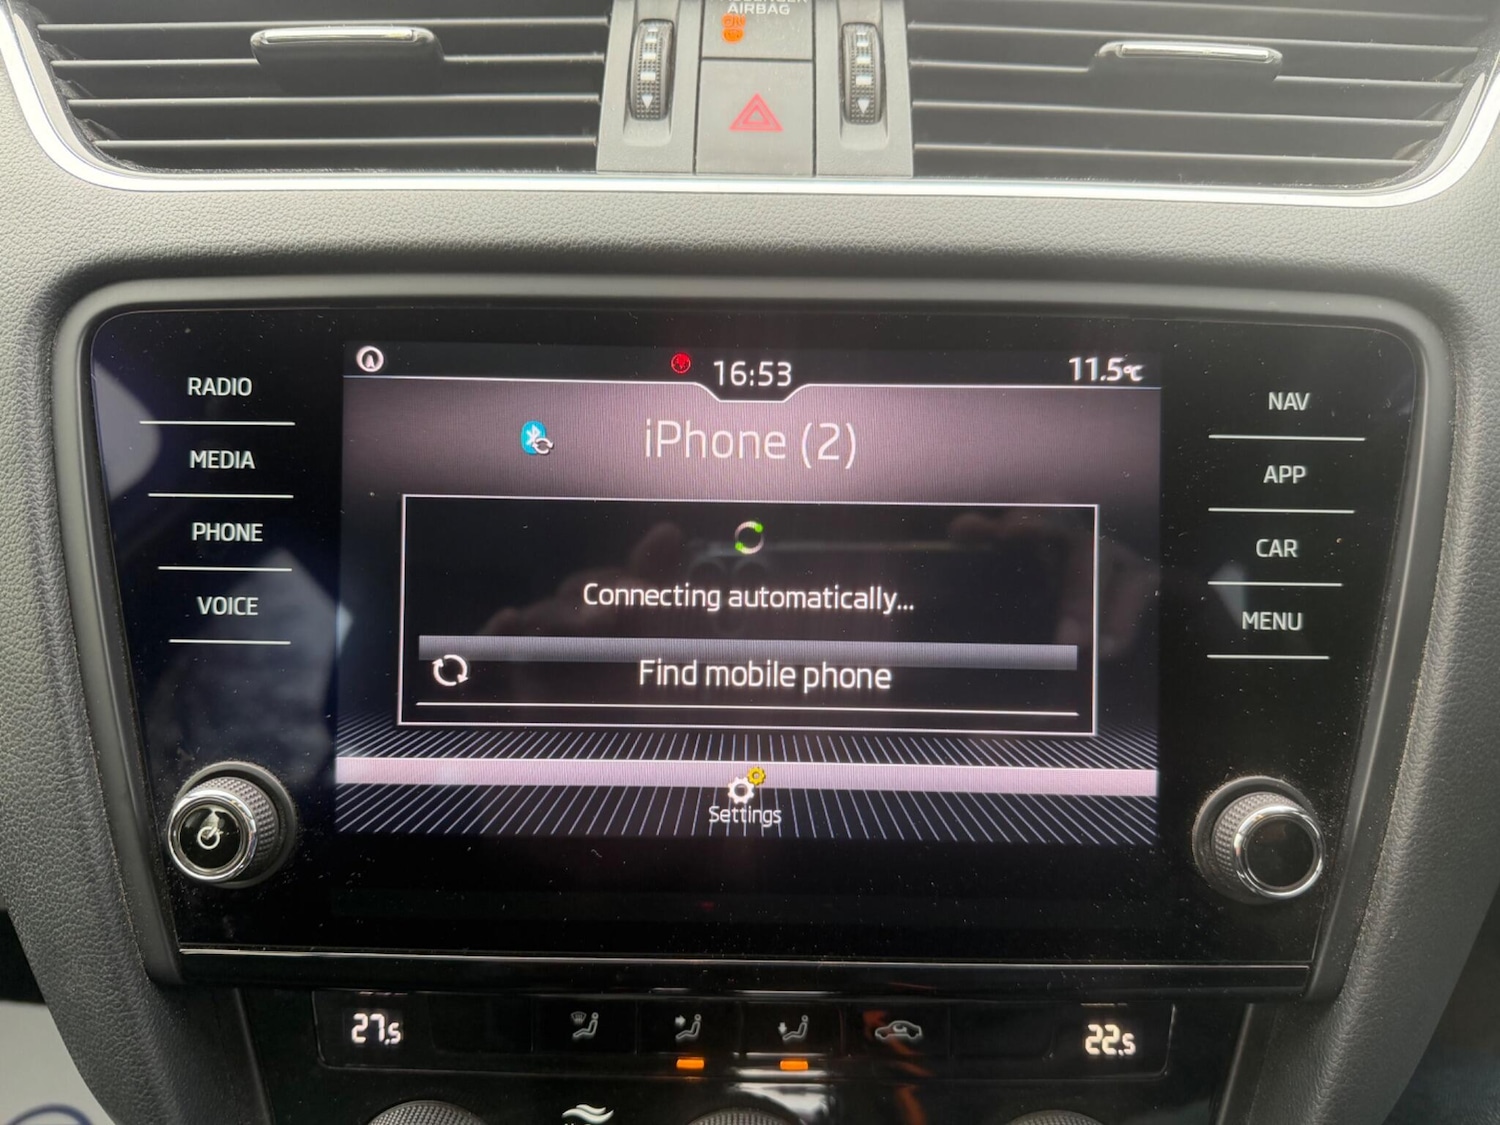 AIRBAG
RADIO
MEDIA
PHONE
VOICE
16:53
11.5°C
iPhone (2)
Connecting automatically...
Find mobile phone
Settings
NAV
APP
CAR
MENU
27.5
22.5